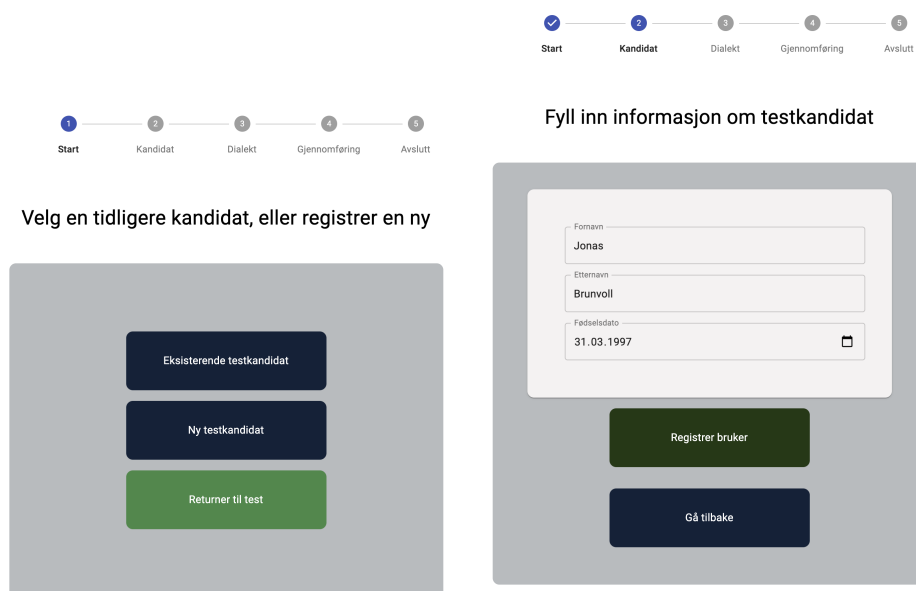 1 2 3 4 5
Start Kandidat Dialekt Gjennomføring Avslutt
Velg en tidligere kandidat, eller registrer en ny
Eksisterende testkandidat
Ny testkandidat
Returner til test
2 3 4 5
Start Kandidat Dialekt Gjennomføring Avslutt
Fyll inn informasjon om testkandidat
Fornavn
Jonas
Etternavn
Brunvoll
Fødselsdato
31.03.1997
Registrer bruker
Gå tilbake